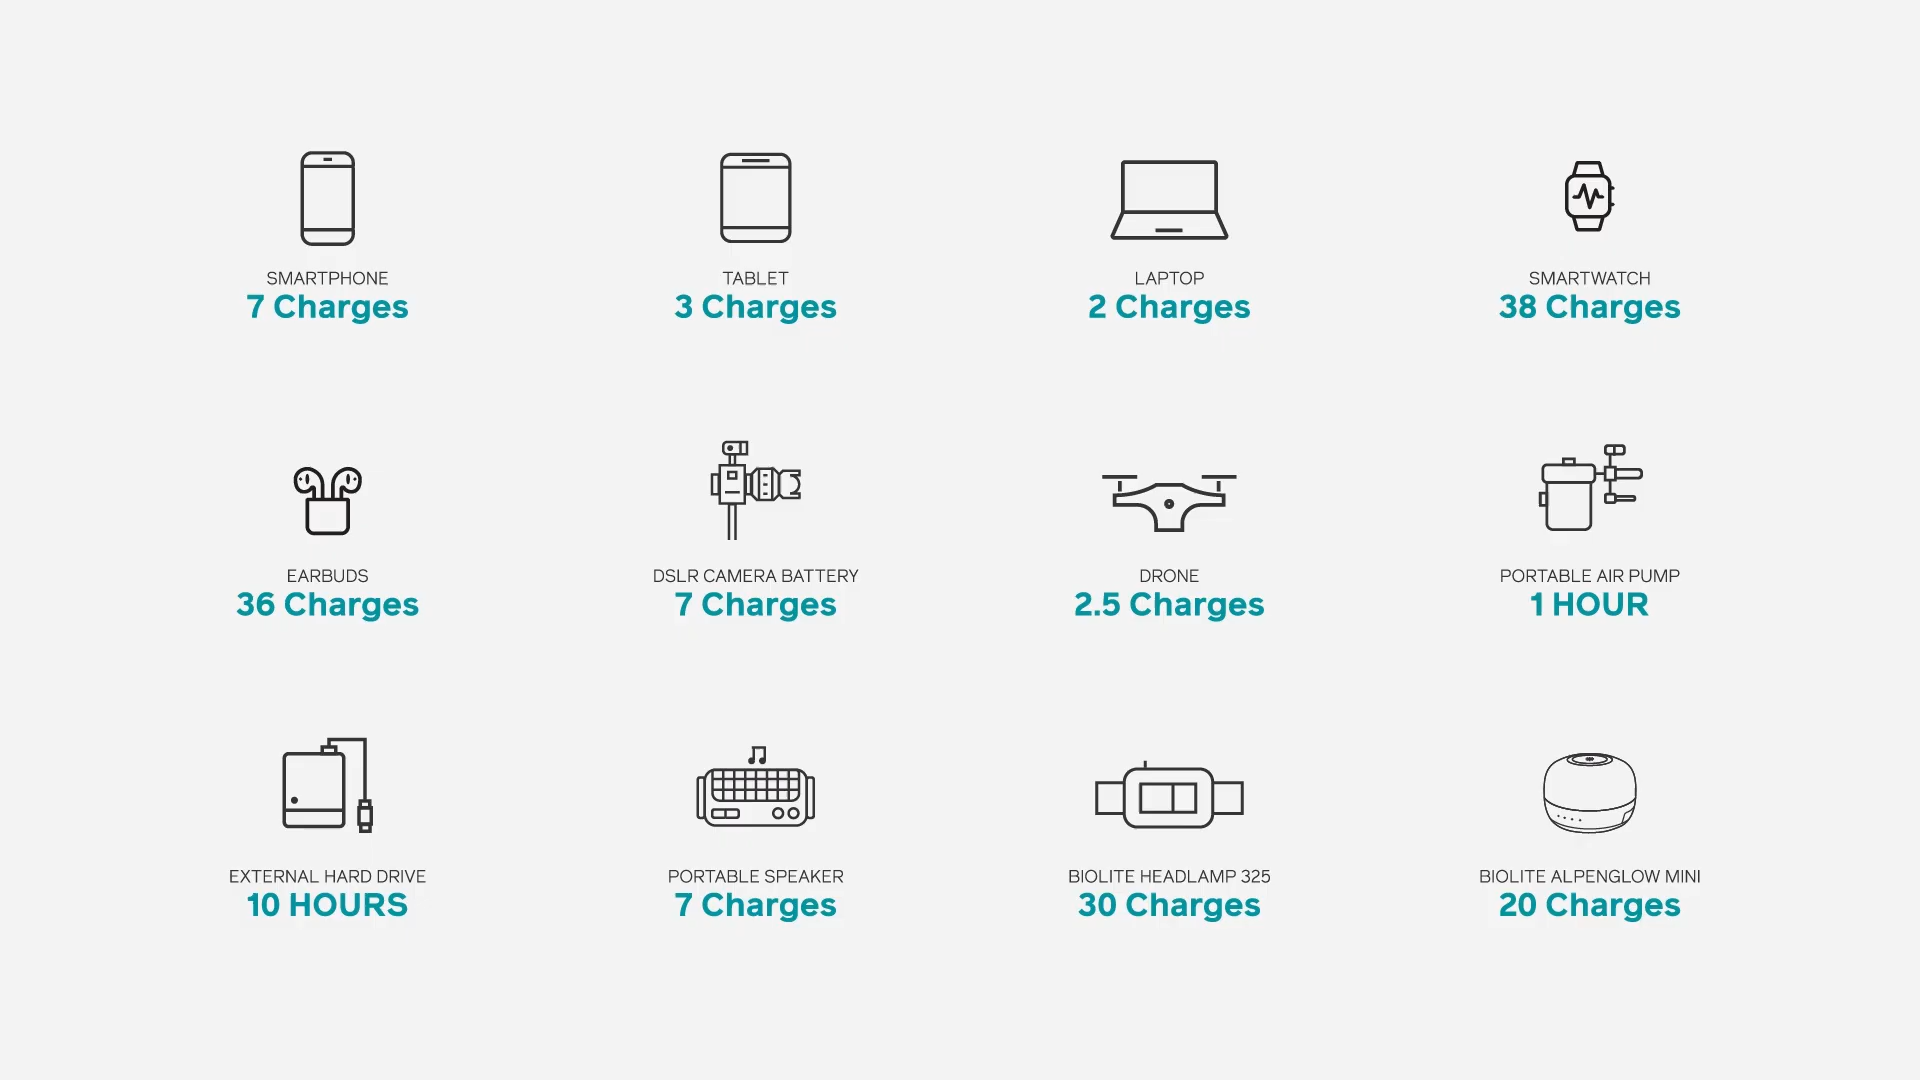 SMARTPHONE
7 Charges
TABLET
3 Charges
LAPTOP
2 Charges
SMARTWATCH
38 Charges
EARBUDS
36 Charges
DSLR CAMERA BATTERY
7 Charges
DRONE
2.5 Charges
PORTABLE AIR PUMP
1 HOUR
EXTERNAL HARD DRIVE
10 HOURS
PORTABLE SPEAKER
7 Charges
BIOLITE HEADLAMP 325
30 Charges
BIOLITE ALPENGLOW MINI
20 Charges